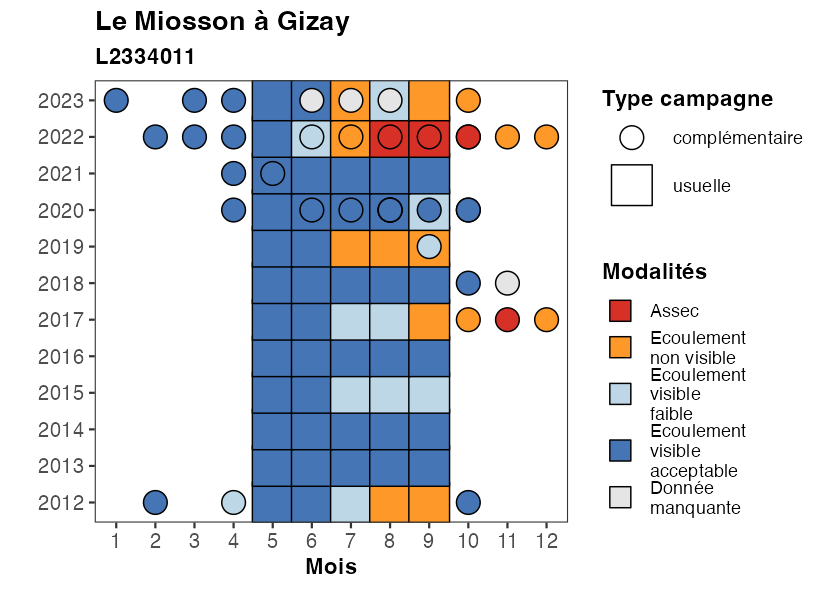 Le Miosson à Gizay
L2334011
2023
2022
2021
2020
2019
2018
2017
2016
2015
2014
2013
2012
1 2 3 4 5 6 7 8 9 10 11 12
Mois
Type campagne
complémentaire
usuelle
Modalités
Assec
Ecoulement
non visible
Ecoulement
visible
faible
Ecoulement
visible
acceptable
Donnée
manquante